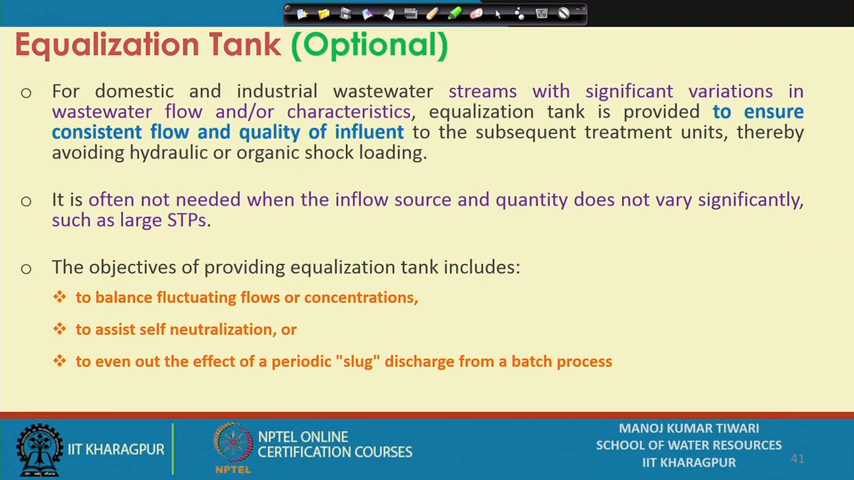 Equalization Tank (Optional)
o For domestic and industrial wastewater streams with significant variations in
wastewater flow and/or characteristics, equalization tank is provided to ensure
consistent flow and quality of influent to the subsequent treatment units, thereby
avoiding hydraulic or organic shock loading.
o It is often not needed when the inflow source and quantity does not vary significantly,
such as large STPs.
o The objectives of providing equalization tank includes:
❖ to balance fluctuating flows or concentrations,
❖ to assist self neutralization, or
❖ to even out the effect of a periodic "slug" discharge from a batch process
IIT KHARAGPUR
NPTEL
NPTEL ONLINE
CERTIFICATION COURSES
MANOJ KUMAR TIWARI
SCHOOL OF WATER RESOURCES
IIT KHARAGPUR
41